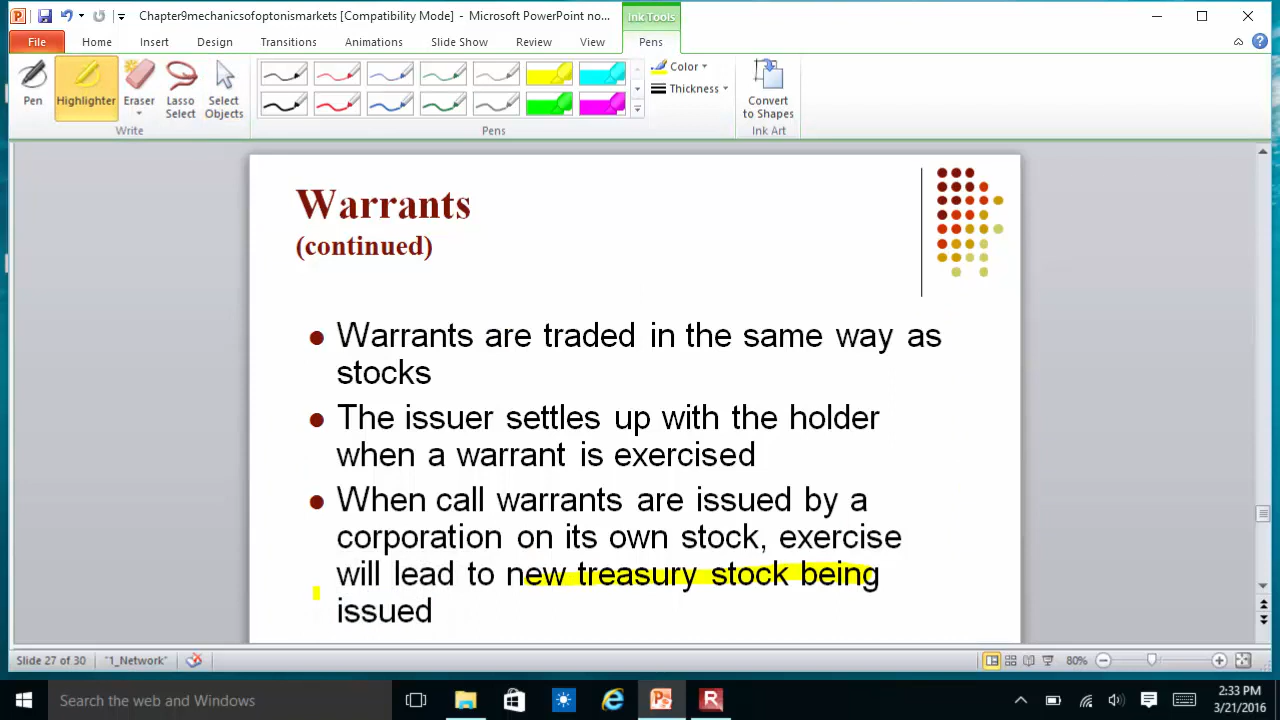 Chapter9mechanicsofoptonismarkets [Compatibility Mode] - Microsoft PowerPoint no...
Ink Tools
File Home Insert Design Transitions Animations Slide Show Review View Pens
Pen Highlighter Eraser Lasso Select Select Objects
Color
Thickness
Convert to Shapes
Write Pens Ink Art
Warrants
(continued)
Warrants are traded in the same way as
stocks
The issuer settles up with the holder
when a warrant is exercised
When call warrants are issued by a
corporation on its own stock, exercise
will lead to new treasury stock being
issued
Slide 27 of 30 "1_Network" 80%
Search the web and Windows
2:33 PM
3/21/2016